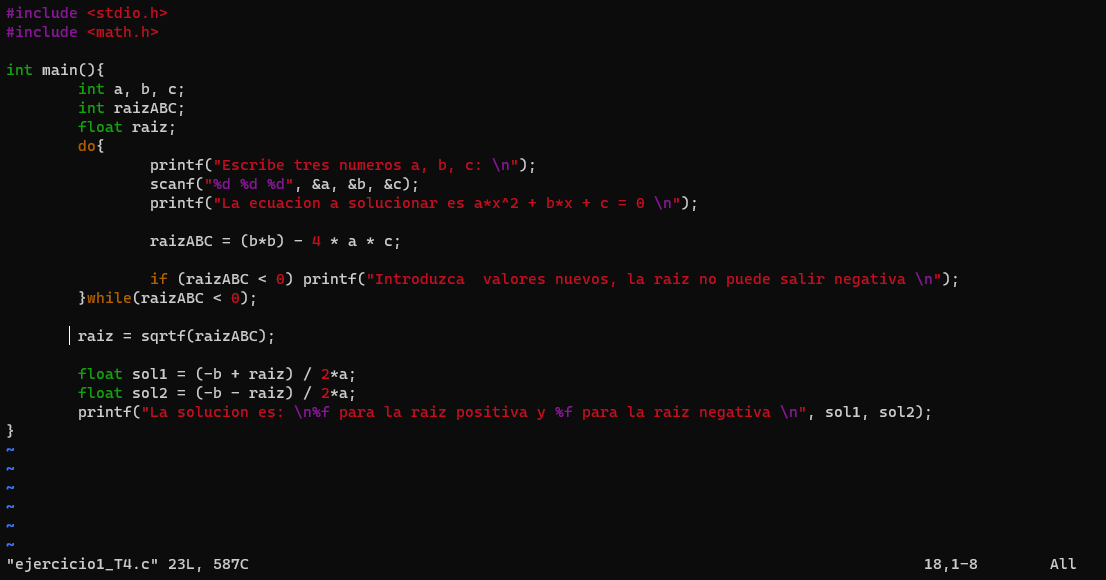 #include <stdio.h>
#include <math.h>

int main(){
        int a, b, c;
        int raizABC;
        float raiz;
        do{
                printf("Escribe tres numeros a, b, c: \n");
                scanf("%d %d %d", &a, &b, &c);
                printf("La ecuacion a solucionar es a*x^2 + b*x + c = 0 \n");

                raizABC = (b*b) - 4 * a * c;

                if (raizABC < 0) printf("Introduzca  valores nuevos, la raiz no puede salir negativa \n");
        }while(raizABC < 0);

        raiz = sqrtf(raizABC);

        float sol1 = (-b + raiz) / 2*a;
        float sol2 = (-b - raiz) / 2*a;
        printf("La solucion es: \n%f para la raiz positiva y %f para la raiz negativa \n", sol1, sol2);
}
~
~
~
~
~
~
"ejercicio1_T4.c" 23L, 587C 18,1-8 All